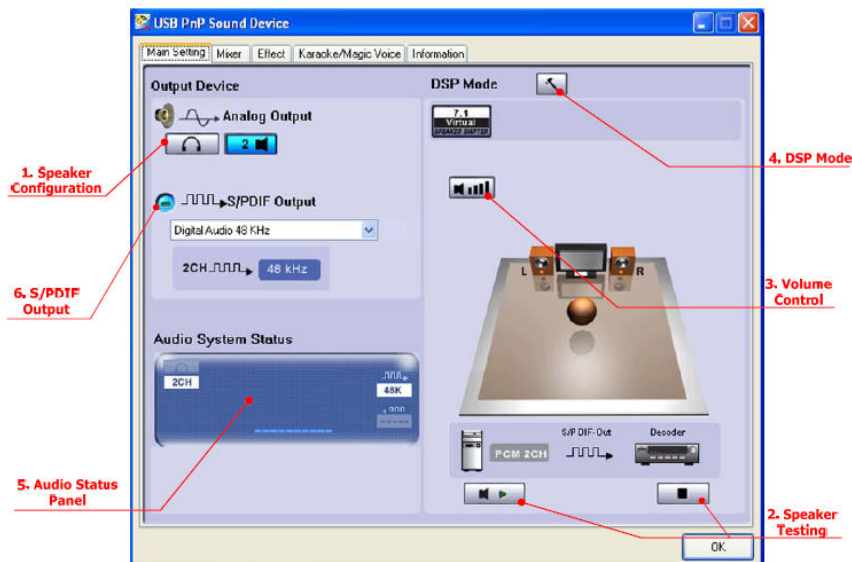 USB PnP Sound Device
Main Setting Mixer Effect Karaoke/Magic Voice Information
Output Device
Analog Output
2
1. Speaker
Configuration
S/PDIF Output
Digital Audio 48 KHz
2CH 48 kHz
6. S/PDIF
Output
Audio System Status
2CH
48K
5. Audio Status
Panel
DSP Mode
7.1
Virtual
SPEAKER SHIFTER
4. DSP Mode
3. Volume
Control
L R
S/PDIF-Out Decoder
PCM 2CH
2. Speaker
Testing
OK